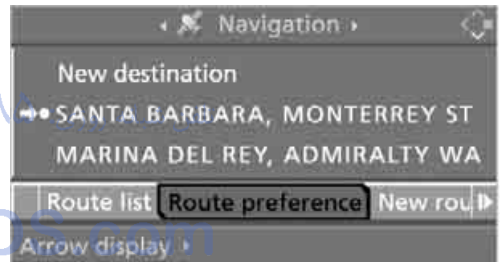 Navigation
New destination
SANTA BARBARA, MONTERREY ST
MARINA DEL REY, ADMIRALTY WA
Route list Route preference New rou
Arrow display